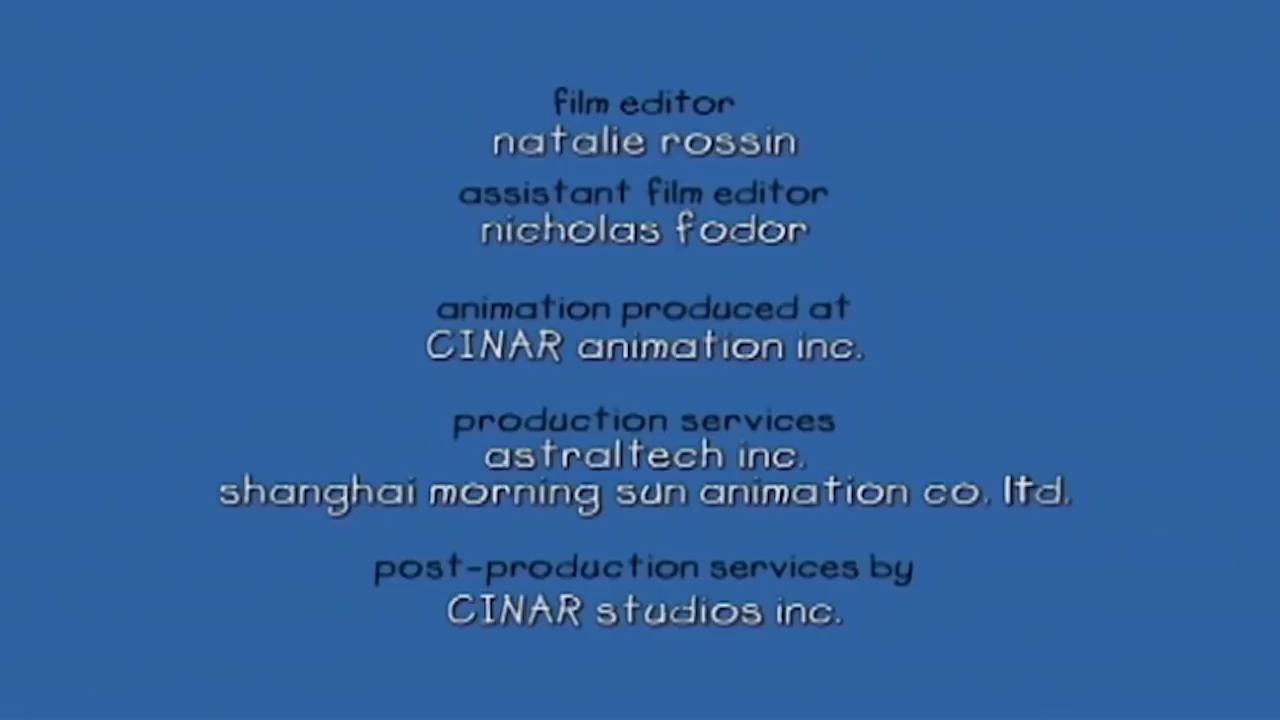 film editor
natalie rossin
assistant film editor
nicholas fodor
animation produced at
CINAR animation inc.
production services
astraltech inc.
shanghai morning sun animation co. ltd.
post-production services by
CINAR studios inc.